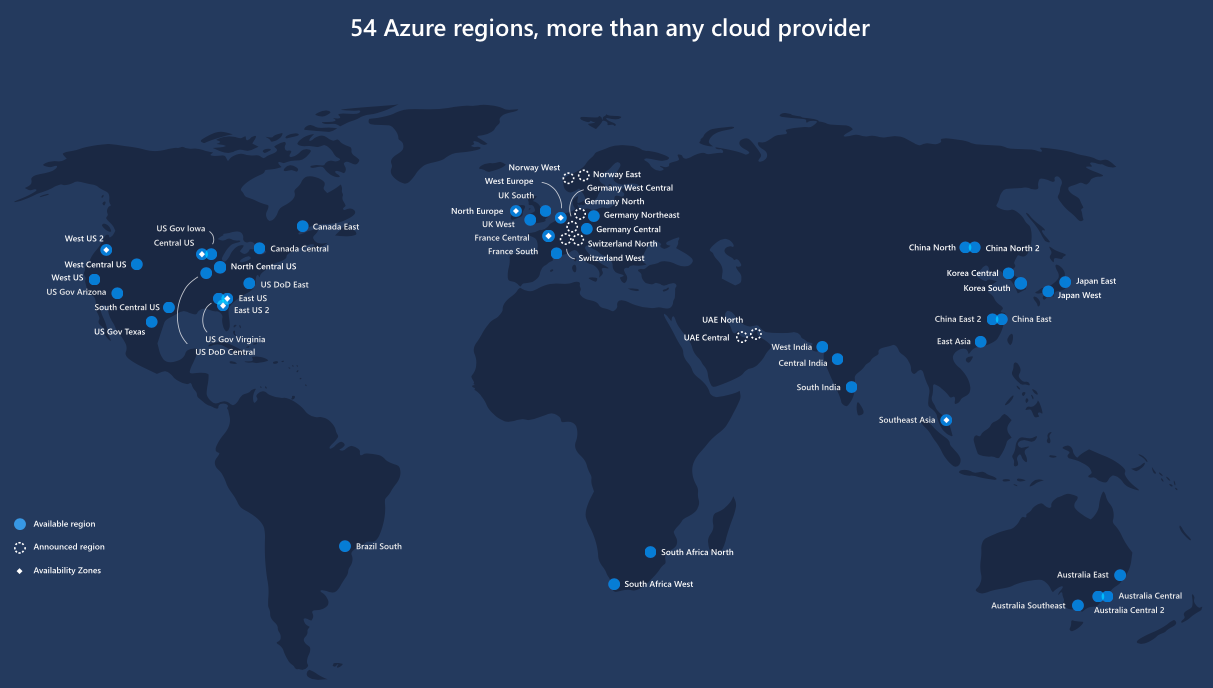 54 Azure regions, more than any cloud provider
Norway West
Norway East
West Europe
Germany West Central
UK South
Germany North
North Europe
Germany Northeast
UK West
Germany Central
France Central
Switzerland North
France South
Switzerland West
US Gov Iowa
Canada East
West US 2
Central US
Canada Central
West Central US
North Central US
West US
US DoD East
US Gov Arizona
East US
South Central US
East US 2
US Gov Texas
US Gov Virginia
US DoD Central
China North
China North 2
Korea Central
Japan East
Korea South
Japan West
UAE North
China East 2
China East
UAE Central
East Asia
West India
Central India
South India
Southeast Asia
Available region
Announced region
Availability Zones
Brazil South
South Africa North
South Africa West
Australia East
Australia Central
Australia Southeast
Australia Central 2